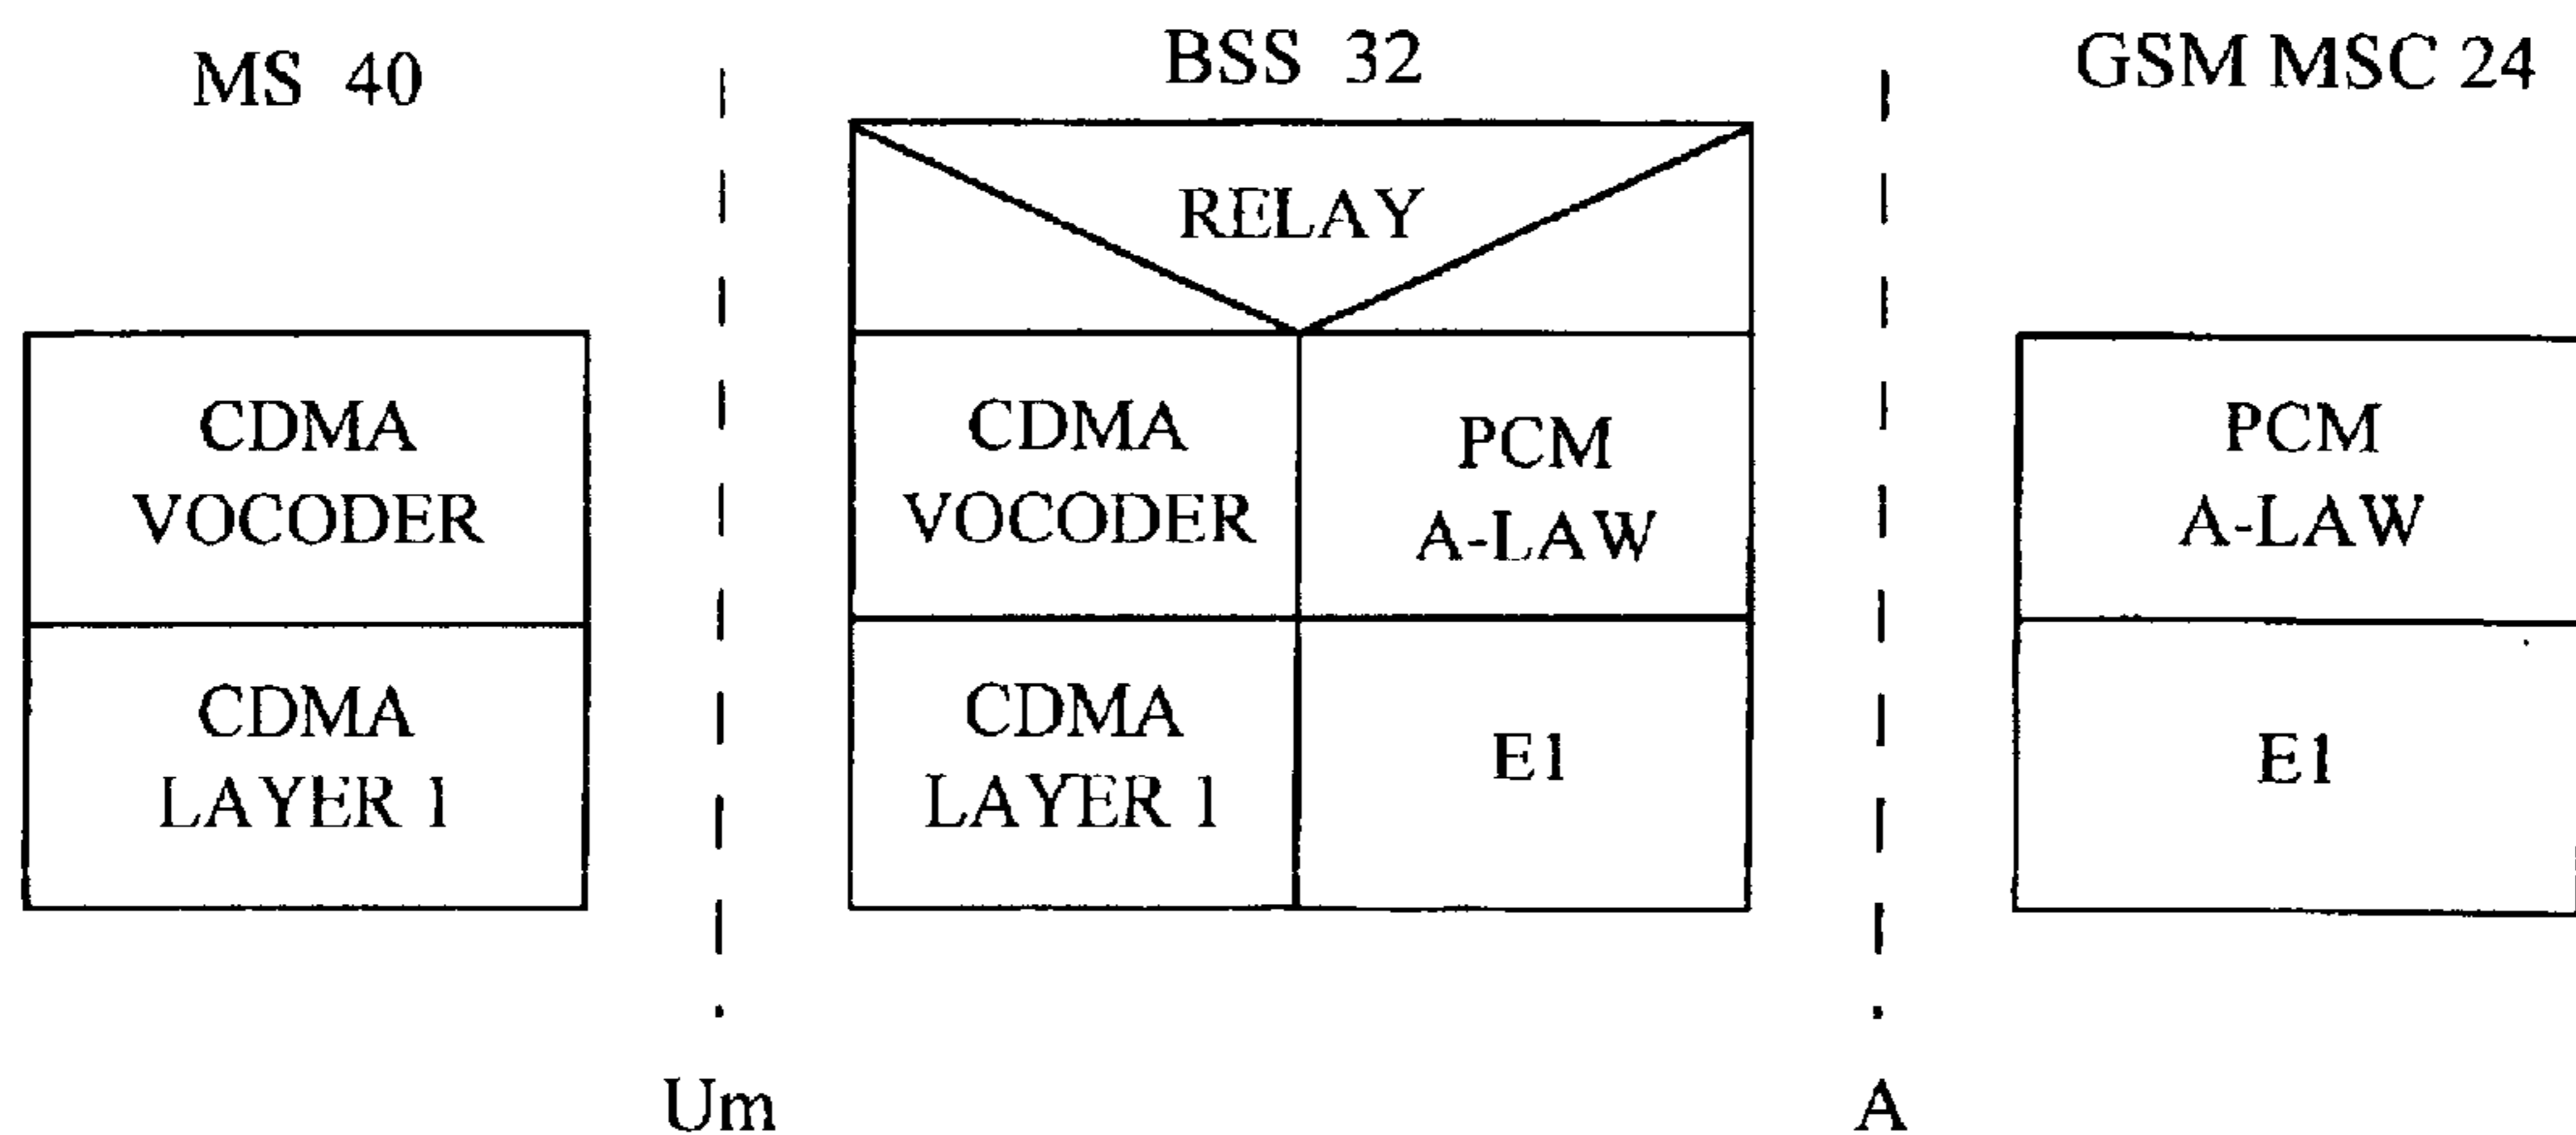 MS 40
BSS 32
GSM MSC 24
RELAY
CDMA
VOCODER
CDMA
VOCODER
PCM
A-LAW
PCM
A-LAW
CDMA
LAYER 1
CDMA
LAYER 1
E1
E1
Um
A